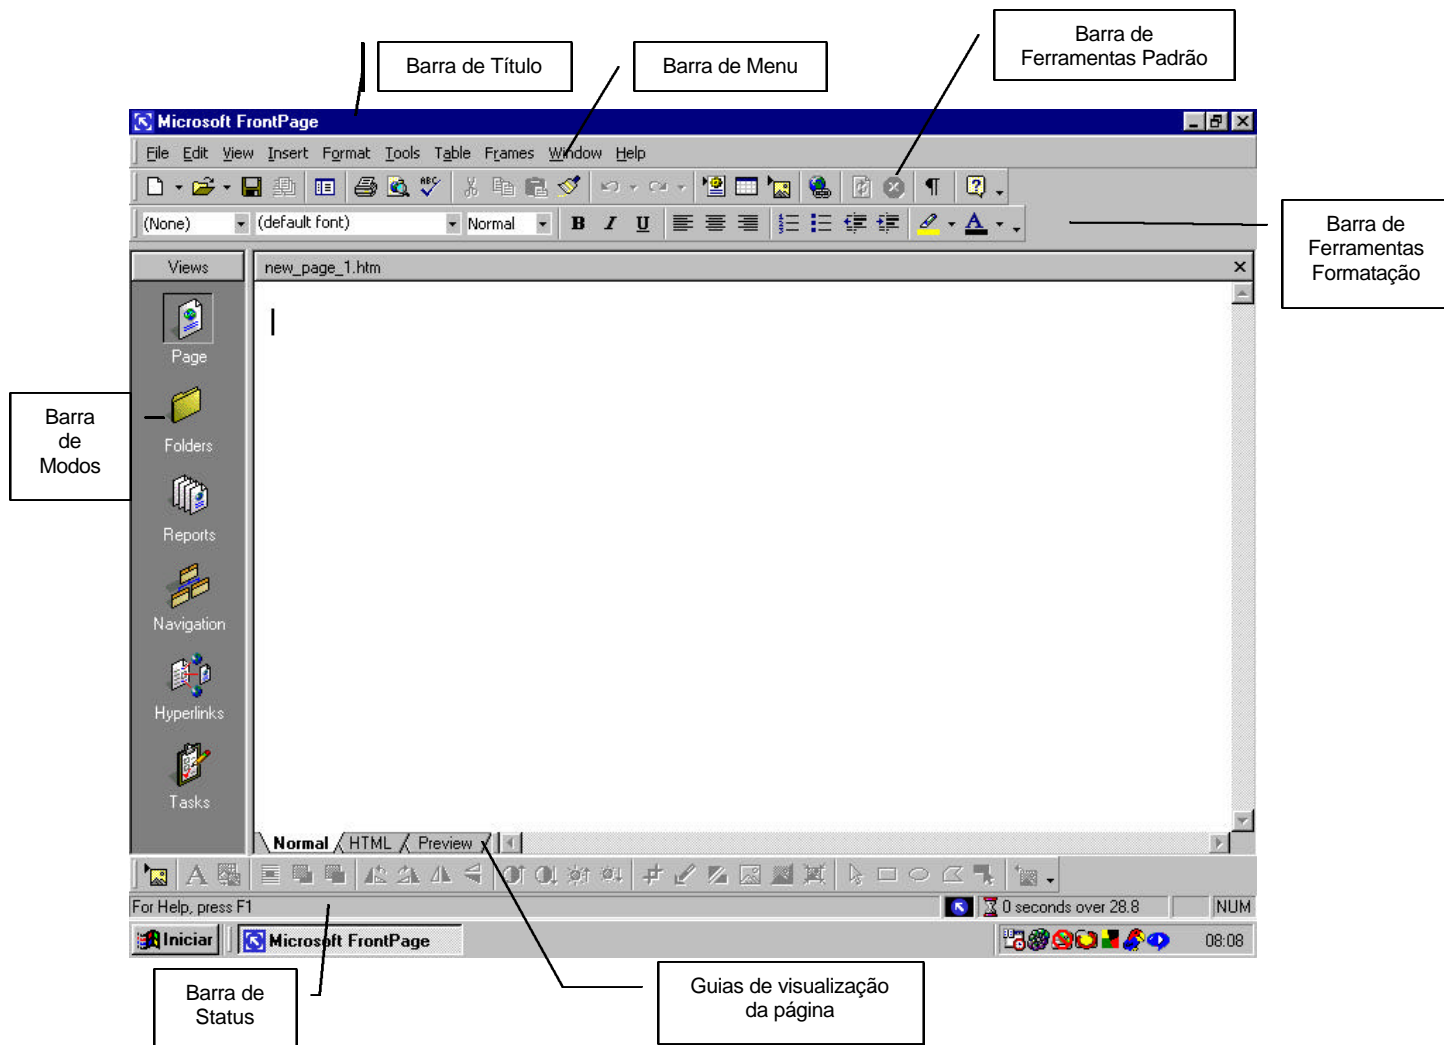 Barra de
Ferramentas Padrão
Barra de Título
Barra de Menu
Microsoft FrontPage
File Edit View Insert Format Tools Table Frames Window Help
ABC
(None) (default font) Normal B I U A
Barra de
Ferramentas
Formatação
Views
new_page_1.htm
Page
Barra
de
Modos
Folders
Reports
Navigation
Hyperlinks
Tasks
Normal HTML Preview
A
For Help, press F1
0 seconds over 28.8
NUM
Iniciar
Microsoft FrontPage
08:08
Barra de
Status
Guias de visualização
da página